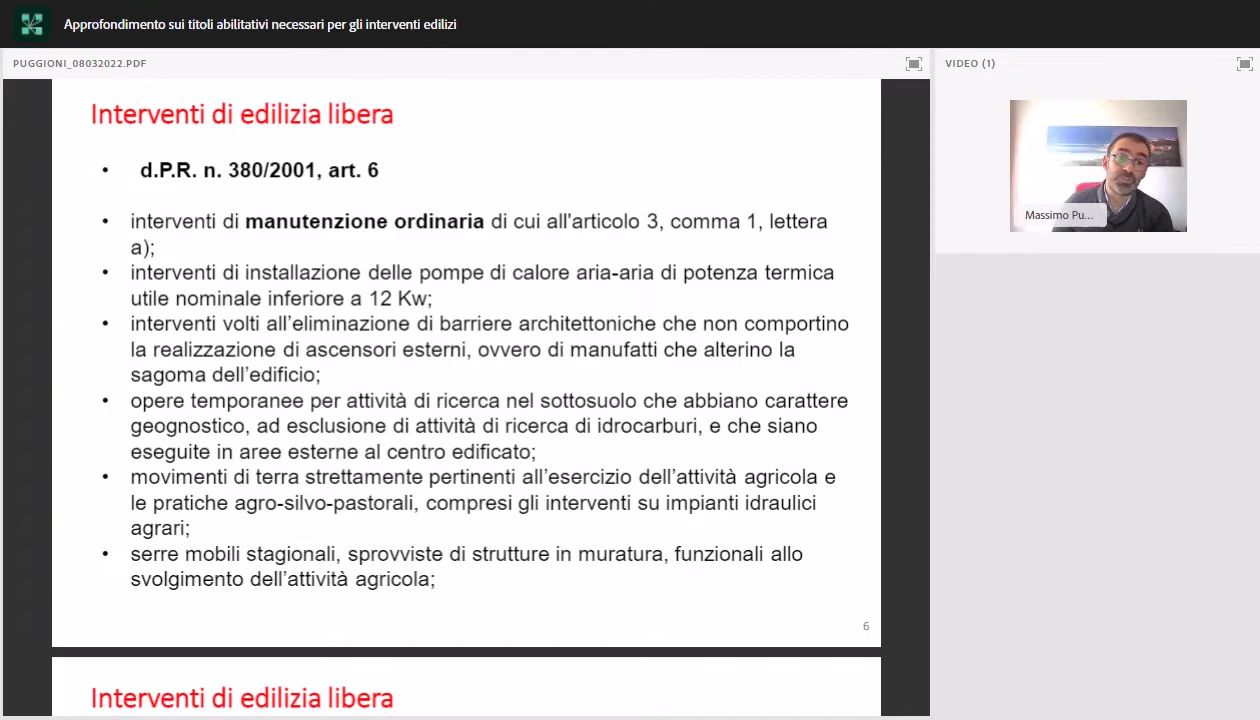 Approfondimento sui titoli abilitativi necessari per gli interventi edilizi
PUGGIONI_08032022.PDF
VIDEO (1)
Interventi di edilizia libera
• d.P.R. n. 380/2001, art. 6
• interventi di manutenzione ordinaria di cui all'articolo 3, comma 1, lettera
a);
• interventi di installazione delle pompe di calore aria-aria di potenza termica
utile nominale inferiore a 12 Kw;
• interventi volti all’eliminazione di barriere architettoniche che non comportino
la realizzazione di ascensori esterni, ovvero di manufatti che alterino la
sagoma dell’edificio;
• opere temporanee per attività di ricerca nel sottosuolo che abbiano carattere
geognostico, ad esclusione di attività di ricerca di idrocarburi, e che siano
eseguite in aree esterne al centro edificato;
• movimenti di terra strettamente pertinenti all’esercizio dell’attività agricola e
le pratiche agro-silvo-pastorali, compresi gli interventi su impianti idraulici
agrari;
• serre mobili stagionali, sprovviste di strutture in muratura, funzionali allo
svolgimento dell’attività agricola;
6
Interventi di edilizia libera
Massimo Pu...